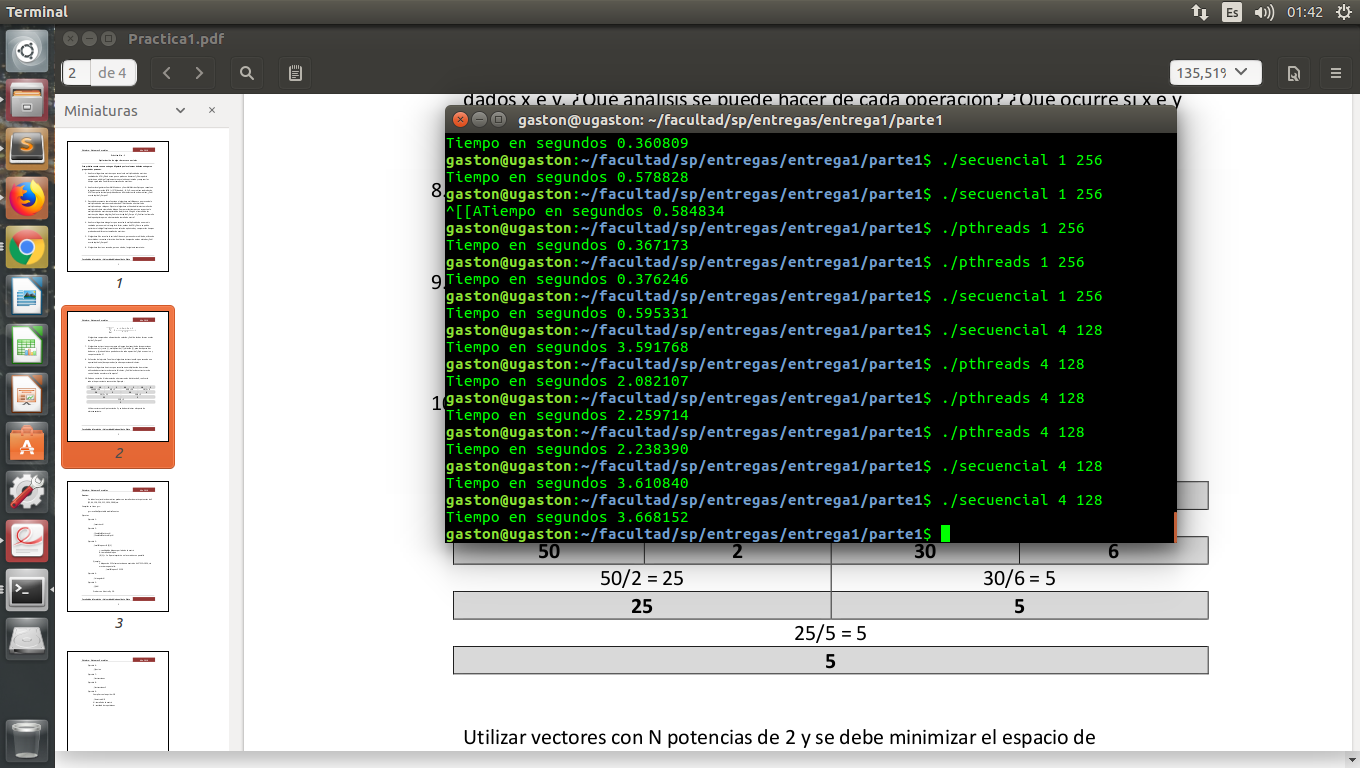 Terminal
Es
01:42
Practica1.pdf
2 de 4
135,51%
Miniaturas
1
2
3
dados x e y. ¿Qué análisis se puede hacer de cada operación? ¿Qué ocurre si x e y
8.
9.
10
gaston@ugaston: ~/facultad/sp/entregas/entrega1/parte1
Tiempo en segundos 0.360809
gaston@ugaston:~/facultad/sp/entregas/entrega1/parte1$ ./secuencial 1 256
Tiempo en segundos 0.578828
gaston@ugaston:~/facultad/sp/entregas/entrega1/parte1$ ./secuencial 1 256
^[[ATiempo en segundos 0.584834
gaston@ugaston:~/facultad/sp/entregas/entrega1/parte1$ ./pthreads 1 256
Tiempo en segundos 0.367173
gaston@ugaston:~/facultad/sp/entregas/entrega1/parte1$ ./pthreads 1 256
Tiempo en segundos 0.376246
gaston@ugaston:~/facultad/sp/entregas/entrega1/parte1$ ./secuencial 1 256
Tiempo en segundos 0.595331
gaston@ugaston:~/facultad/sp/entregas/entrega1/parte1$ ./secuencial 4 128
Tiempo en segundos 3.591768
gaston@ugaston:~/facultad/sp/entregas/entrega1/parte1$ ./pthreads 4 128
Tiempo en segundos 2.082107
gaston@ugaston:~/facultad/sp/entregas/entrega1/parte1$ ./pthreads 4 128
Tiempo en segundos 2.259714
gaston@ugaston:~/facultad/sp/entregas/entrega1/parte1$ ./pthreads 4 128
Tiempo en segundos 2.238390
gaston@ugaston:~/facultad/sp/entregas/entrega1/parte1$ ./secuencial 4 128
Tiempo en segundos 3.610840
gaston@ugaston:~/facultad/sp/entregas/entrega1/parte1$ ./secuencial 4 128
Tiempo en segundos 3.668152
gaston@ugaston:~/facultad/sp/entregas/entrega1/parte1$
50 2 30 6
50/2 = 25 30/6 = 5
25 5
25/5 = 5
5
Utilizar vectores con N potencias de 2 y se debe minimizar el espacio de